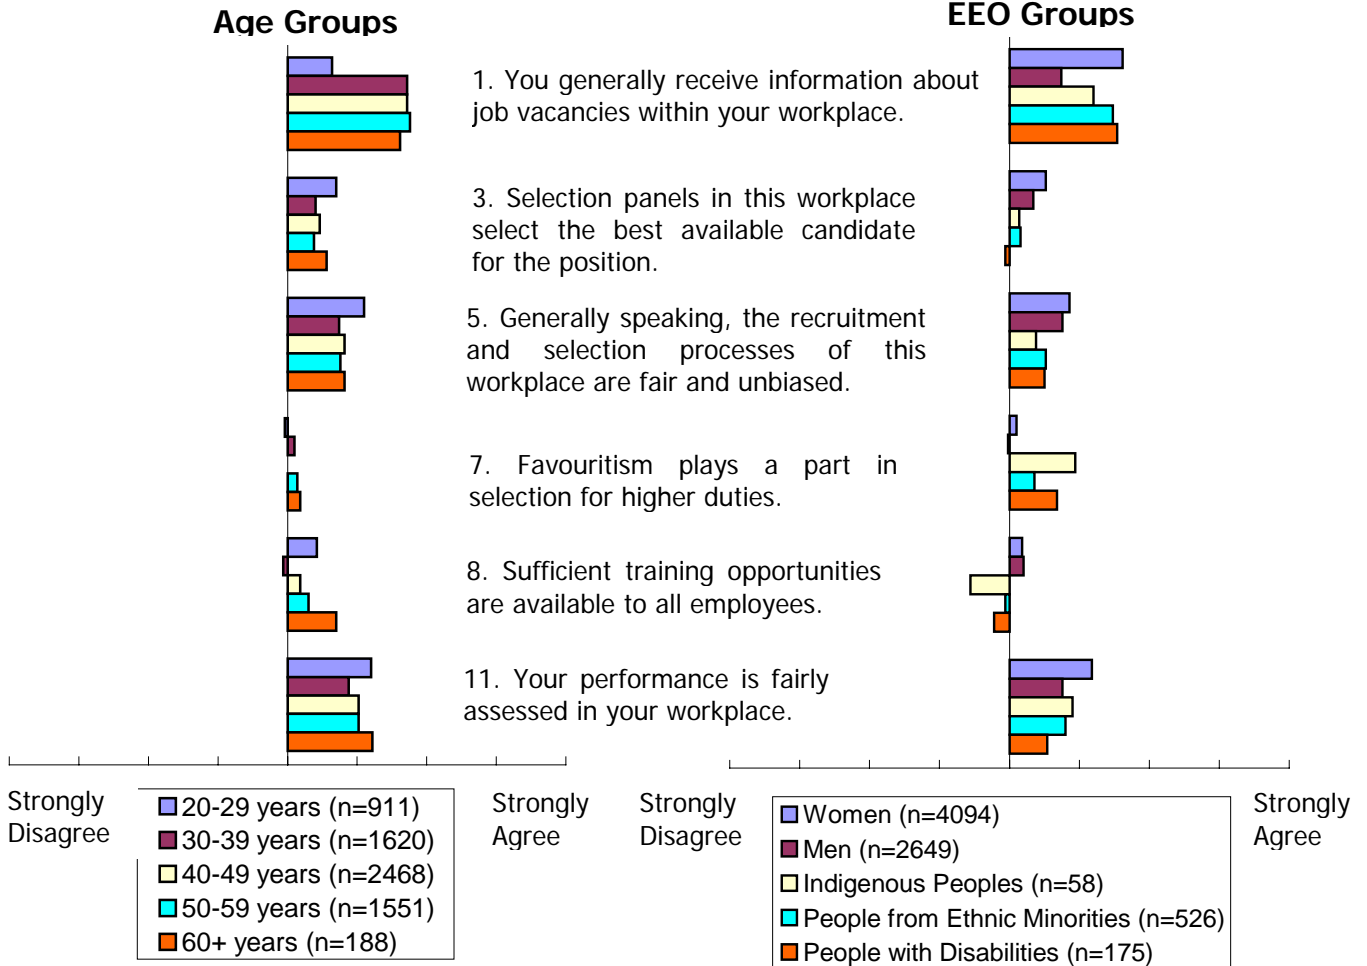 Age Groups
EEO Groups
1. You generally receive information about
job vacancies within your workplace.
3. Selection panels in this workplace
select the best available candidate
for the position.
5. Generally speaking, the recruitment
and selection processes of this
workplace are fair and unbiased.
7. Favouritism plays a part in
selection for higher duties.
8. Sufficient training opportunities
are available to all employees.
11. Your performance is fairly
assessed in your workplace.
Strongly
Disagree
Strongly
Agree
20-29 years (n=911)
30-39 years (n=1620)
40-49 years (n=2468)
50-59 years (n=1551)
60+ years (n=188)
Strongly
Disagree
Strongly
Agree
Women (n=4094)
Men (n=2649)
Indigenous Peoples (n=58)
People from Ethnic Minorities (n=526)
People with Disabilities (n=175)